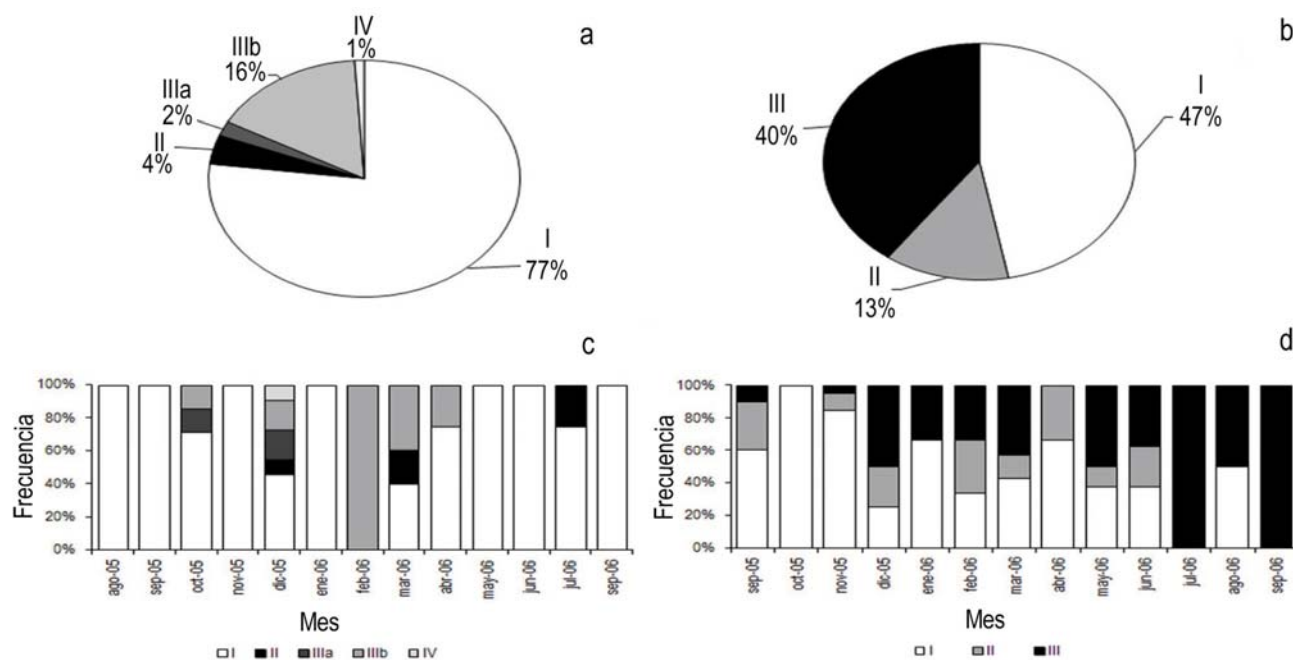 a
IV
1%
IIIb
16%
IIIa
2%
II
4%
I
77%
b
III
40%
I
47%
II
13%
c
Frecuencia
100%
80%
60%
40%
20%
0%
ago-05 sep-05 oct-05 nov-05 dic-05 ene-06 feb-06 mar-06 abr-06 may-06 jun-06 jul-06 sep-06
Mes
I II IIIa IIIb IV
d
Frecuencia
100%
80%
60%
40%
20%
0%
sep-05 oct-05 nov-05 dic-05 ene-06 feb-06 mar-06 abr-06 may-06 jun-06 jul-06 ago-06 sep-06
Mes
I II III